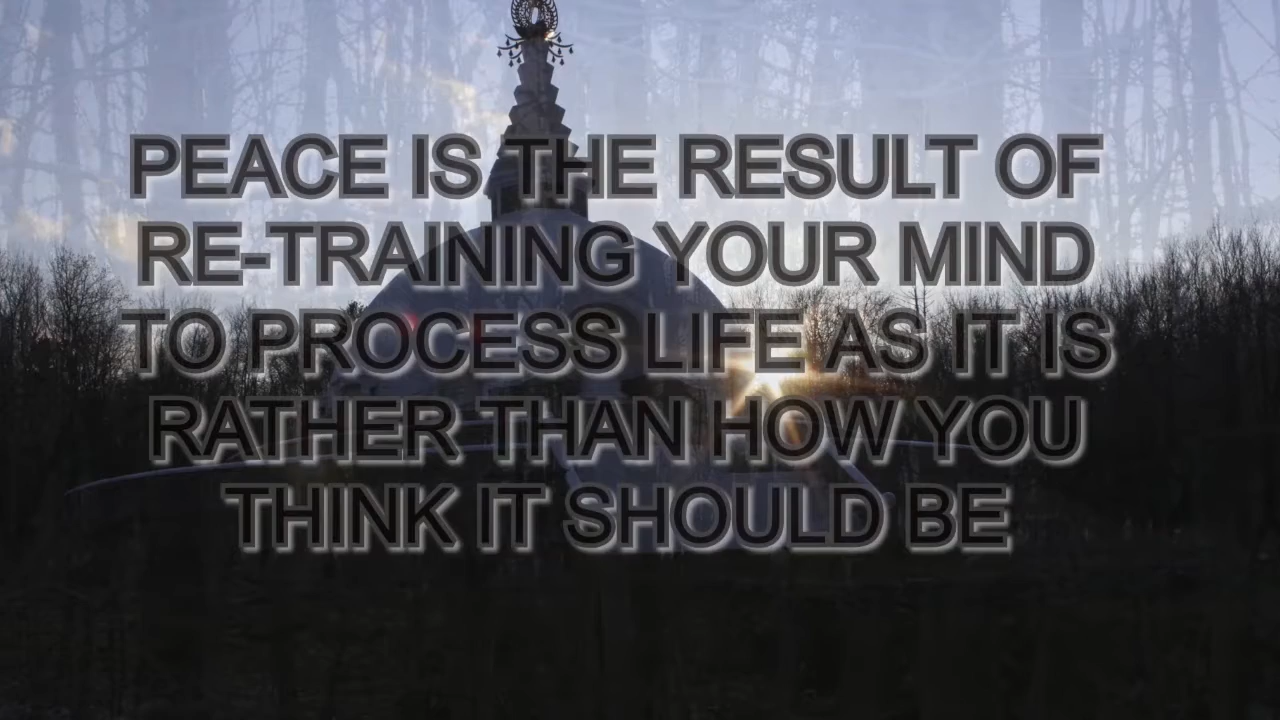 PEACE IS THE RESULT OF
RE-TRAINING YOUR MIND
TO PROCESS LIFE AS IT IS
RATHER THAN HOW YOU
THINK IT SHOULD BE